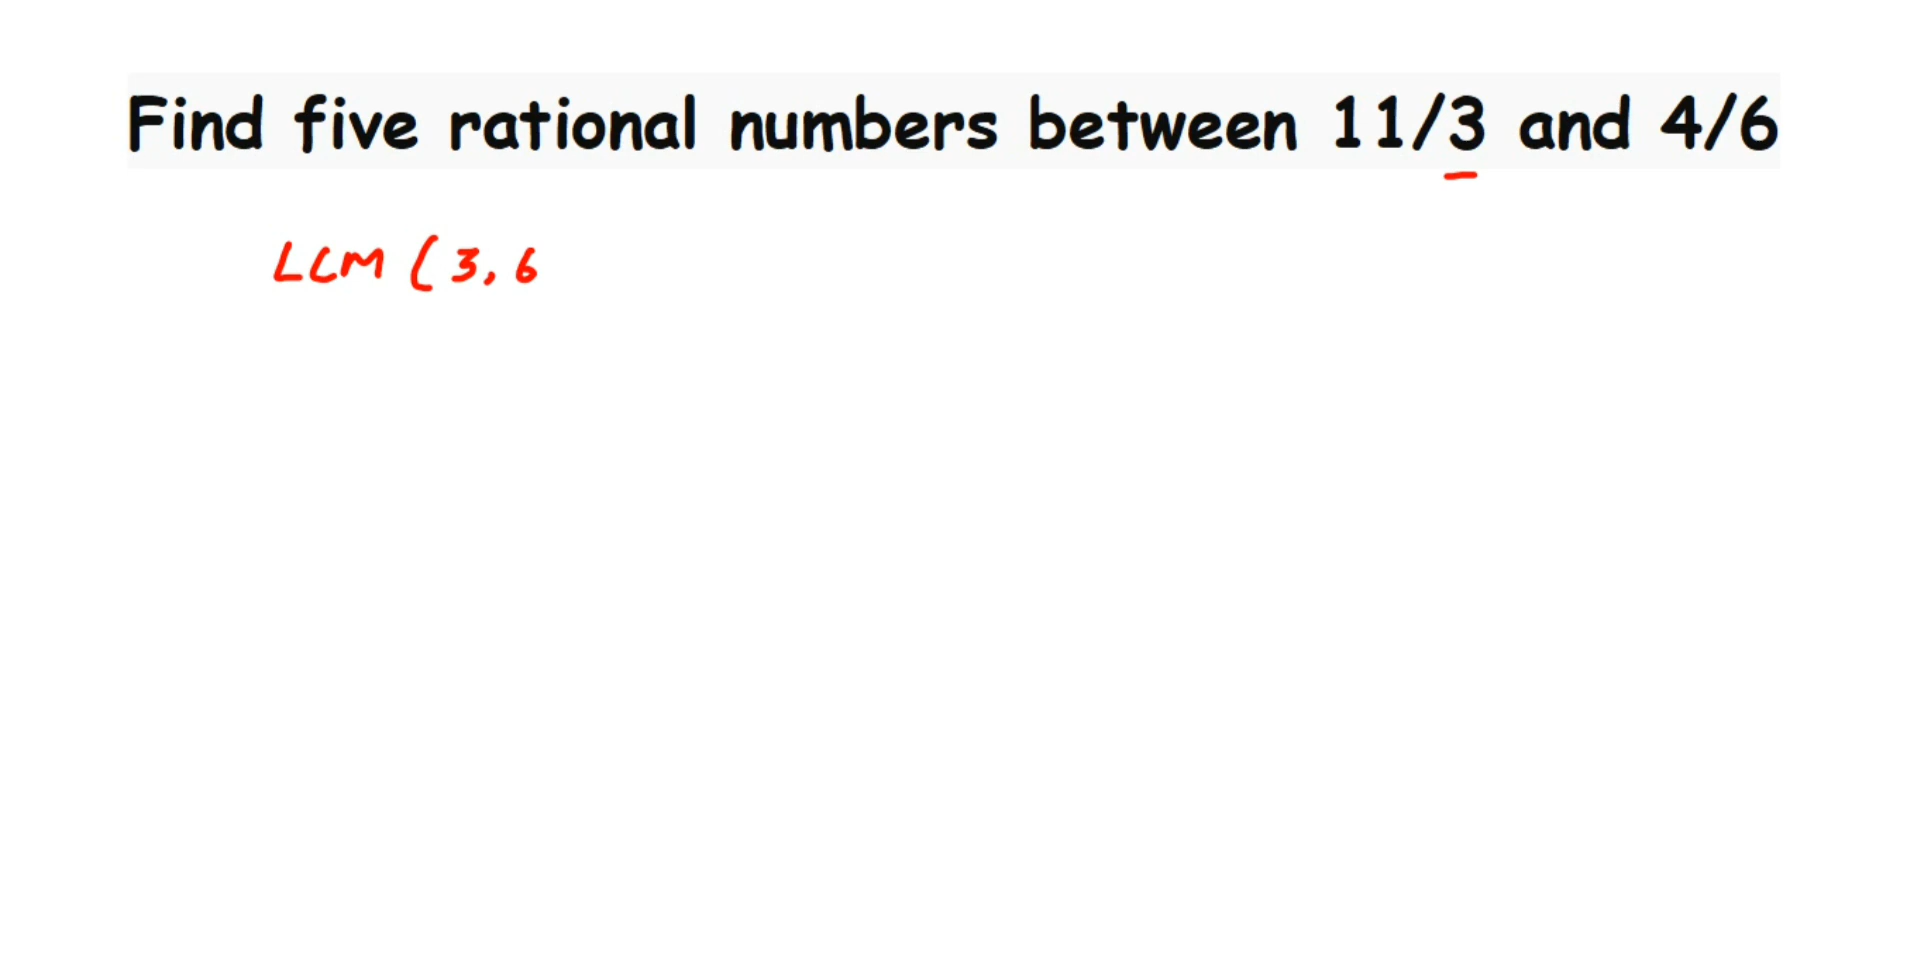 Find five rational numbers between 11/3 and 4/6
LCM ( 3, 6